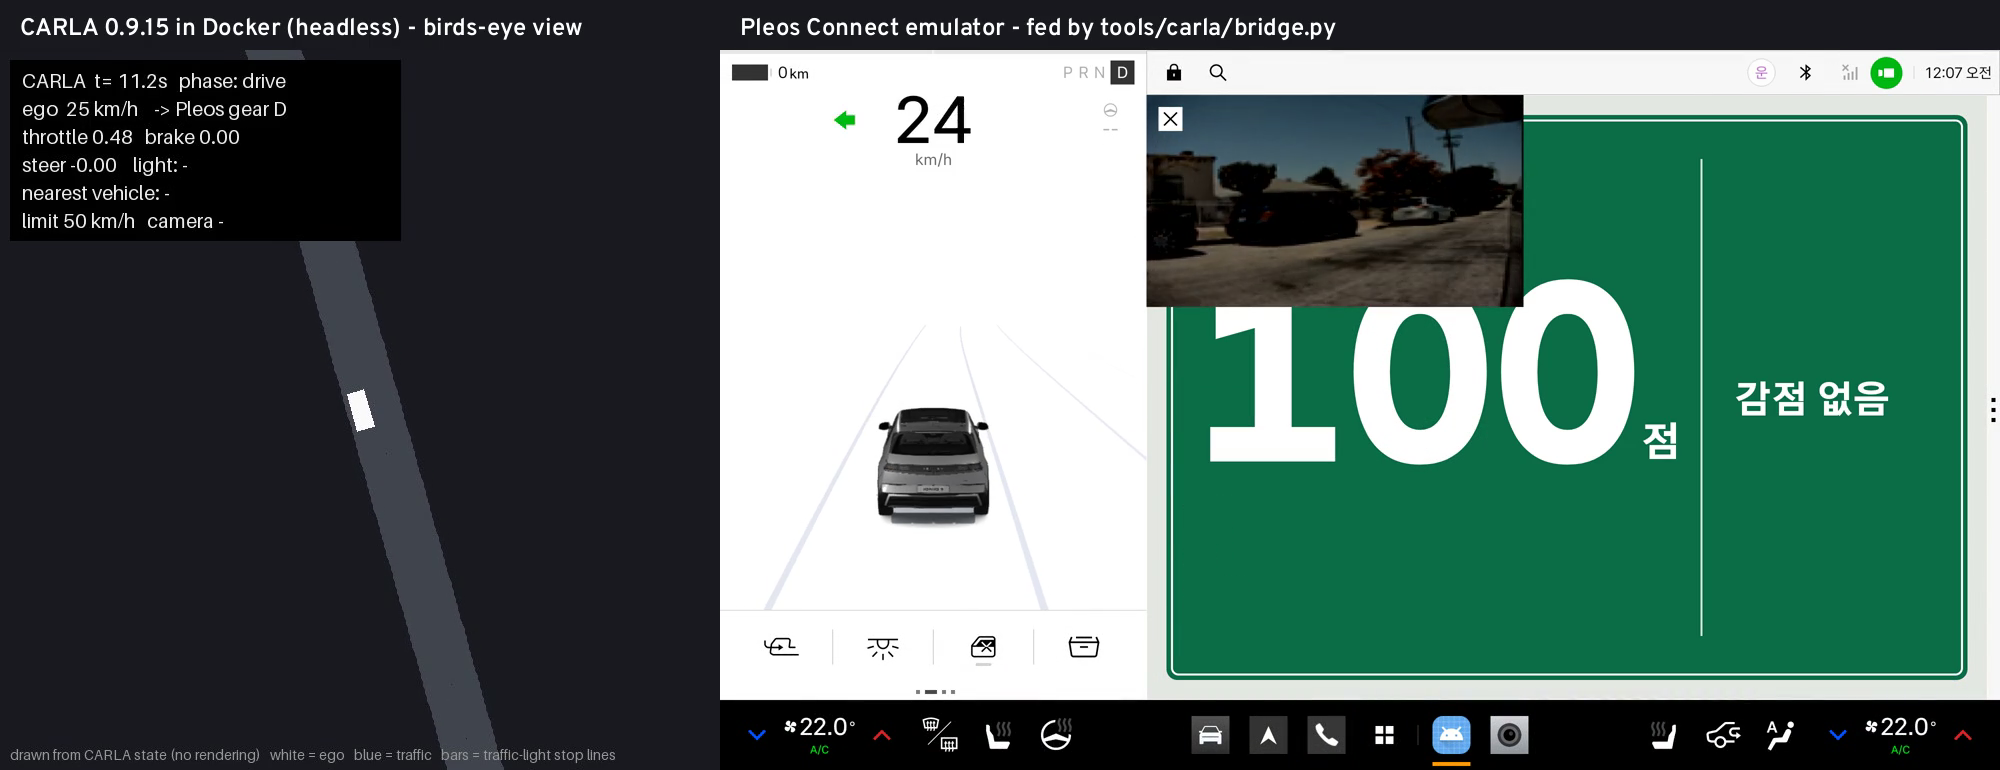 CARLA 0.9.15 in Docker (headless) - birds-eye view
CARLA t= 11.2s phase: drive
ego 25 km/h -> Pleos gear D
throttle 0.48 brake 0.00
steer -0.00 light: -
nearest vehicle: -
limit 50 km/h camera -
drawn from CARLA state (no rendering) white = ego blue = traffic bars = traffic-light stop lines
Pleos Connect emulator - fed by tools/carla/bridge.py
0 km
P R N D
24
km/h
--
운
12:07 오전
100점
감점 없음
22.0°
A/C
A
22.0°
A/C